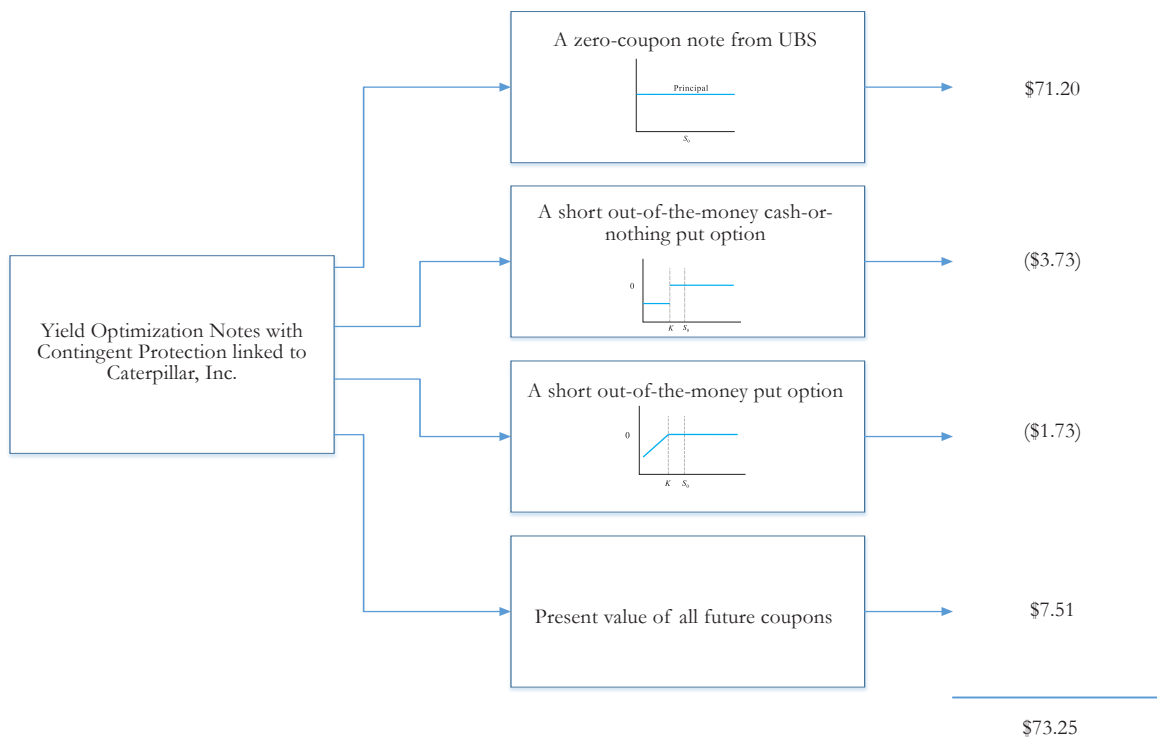 A zero-coupon note from UBS
Principal
S₀
$71.20
A short out-of-the-money cash-or-
nothing put option
0
K
S₀
($3.73)
Yield Optimization Notes with
Contingent Protection linked to
Caterpillar, Inc.
A short out-of-the-money put option
0
K
S₀
($1.73)
Present value of all future coupons
$7.51
$73.25